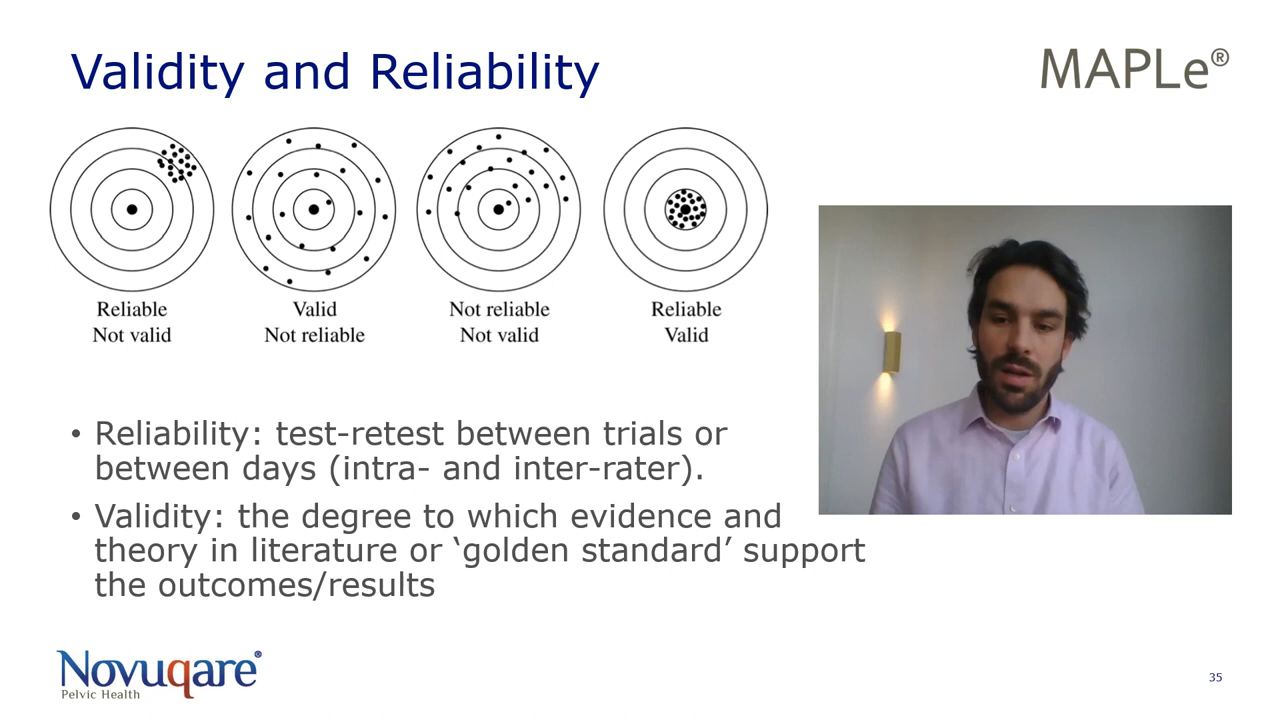 Validity and Reliability
MAPLe®
Reliable
Not valid
Valid
Not reliable
Not reliable
Not valid
Reliable
Valid
• Reliability: test-retest between trials or
between days (intra- and inter-rater).
• Validity: the degree to which evidence and
theory in literature or ‘golden standard’ support
the outcomes/results
Novuqare®
Pelvic Health
35